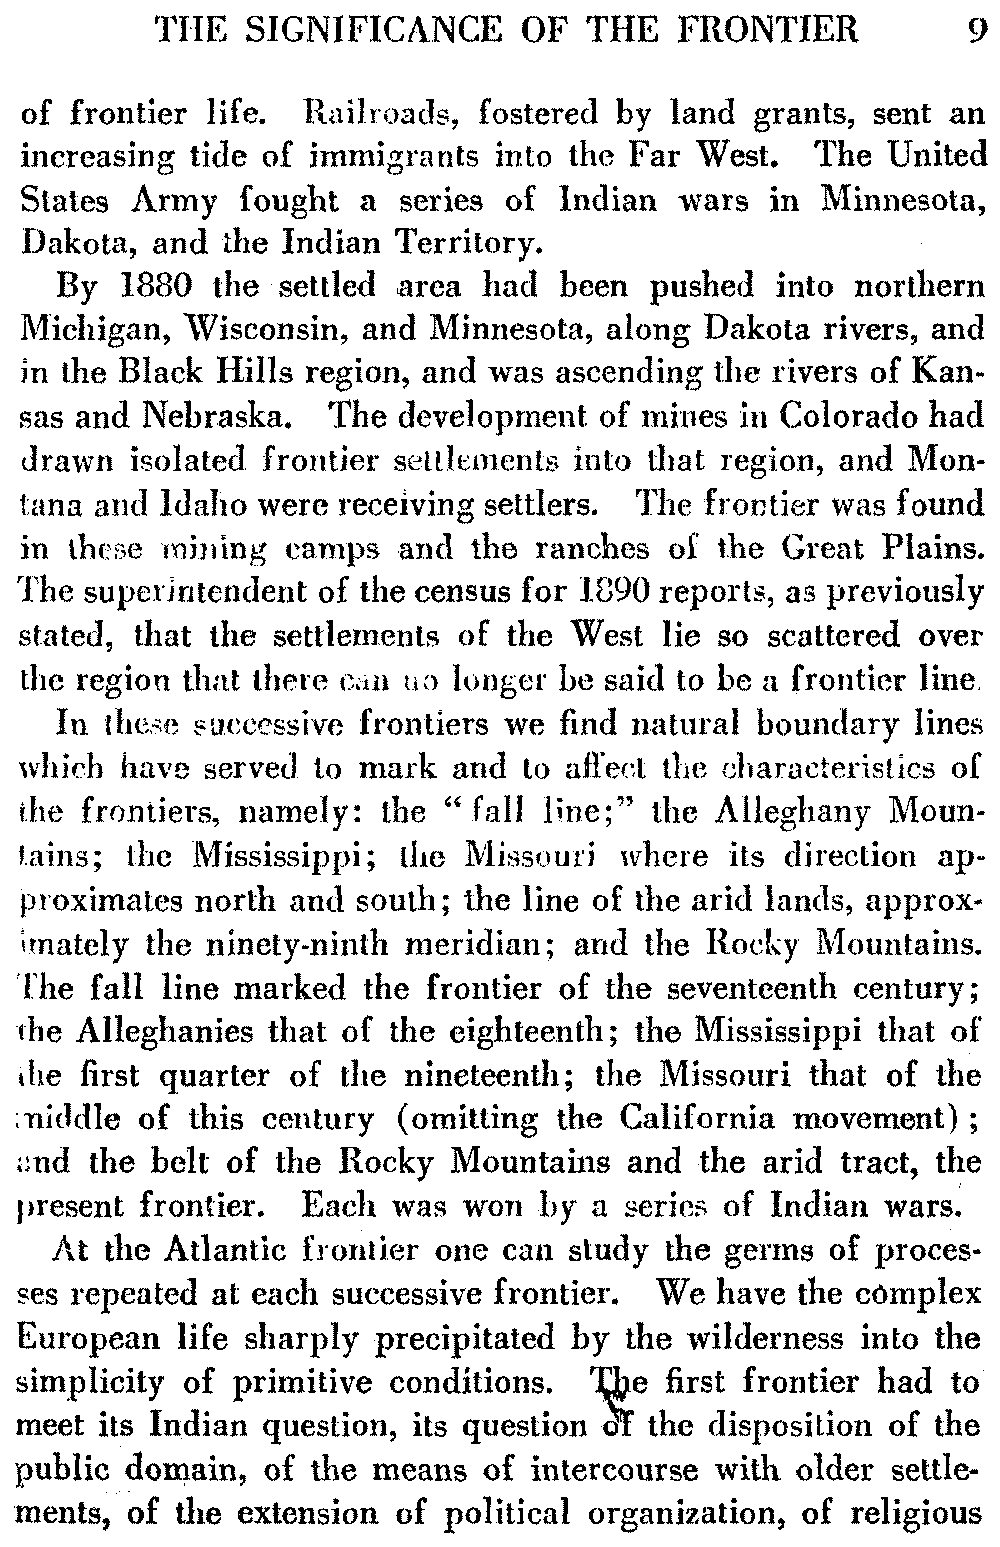 THE SIGNIFICANCE OF THE FRONTIER 9
of frontier life. Railroads, fostered by land grants, sent an
increasing tide of immigrants into the Far West. The United
States Army fought a series of Indian wars in Minnesota,
Dakota, and the Indian Territory.
By 1880 the settled area had been pushed into northern
Michigan, Wisconsin, and Minnesota, along Dakota rivers, and
in the Black Hills region, and was ascending the rivers of Kan-
sas and Nebraska. The development of mines in Colorado had
drawn isolated frontier settlements into that region, and Mon-
tana and Idaho were receiving settlers. The frontier was found
in these mining camps and the ranches of the Great Plains.
The superintendent of the census for 1890 reports, as previously
stated, that the settlements of the West lie so scattered over
the region that there can no longer be said to be a frontier line.
In these successive frontiers we find natural boundary lines
which have served to mark and to affect the characteristics of
the frontiers, namely: the "fall line;" the Alleghany Moun-
tains; the Mississippi; the Missouri where its direction ap-
proximates north and south; the line of the arid lands, approx-
imately the ninety-ninth meridian; and the Rocky Mountains.
The fall line marked the frontier of the seventeenth century;
the Alleghanies that of the eighteenth; the Mississippi that of
the first quarter of the nineteenth; the Missouri that of the
middle of this century (omitting the California movement);
and the belt of the Rocky Mountains and the arid tract, the
present frontier. Each was won by a series of Indian wars.
At the Atlantic frontier one can study the germs of proces-
ses repeated at each successive frontier. We have the complex
European life sharply precipitated by the wilderness into the
simplicity of primitive conditions. The first frontier had to
meet its Indian question, its question of the disposition of the
public domain, of the means of intercourse with older settle-
ments, of the extension of political organization, of religious